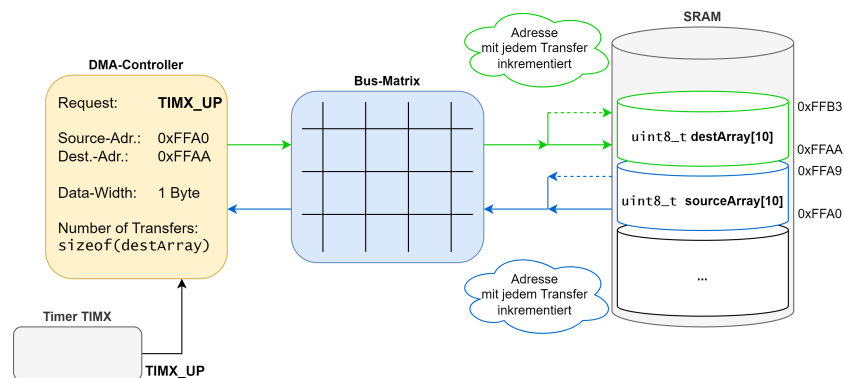 SRAM
Adresse
mit jedem Transfer
inkrementiert
DMA-Controller
Bus-Matrix
Request: TIMX_UP
Source-Adr.: 0xFFA0
Dest.-Adr.: 0xFFAA
Data-Width: 1 Byte
Number of Transfers:
sizeof(destArray)
0xFFB3
uint8_t destArray[10]
0xFFAA
0xFFA9
uint8_t sourceArray[10]
0xFFA0
...
Adresse
mit jedem Transfer
inkrementiert
Timer TIMX
TIMX_UP